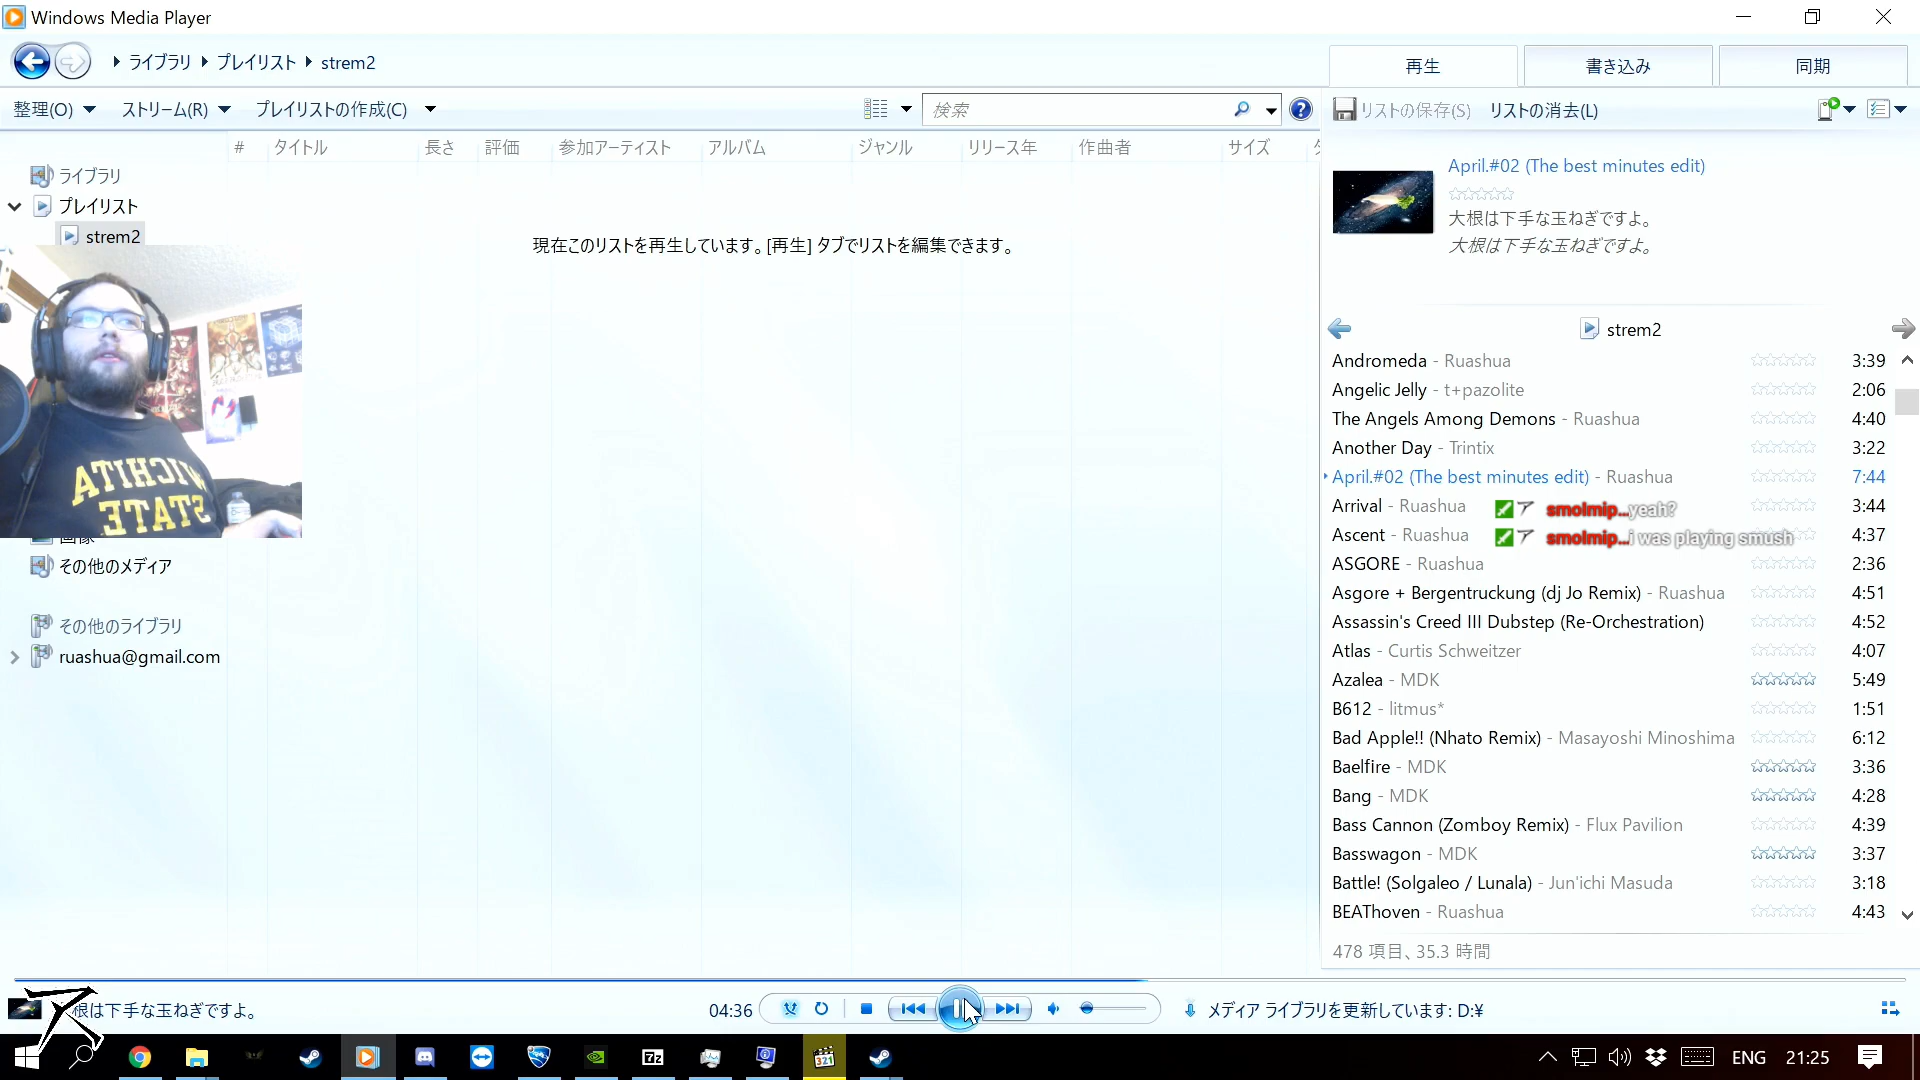 Windows Media Player
ライブラリ プレイリスト strem2
再生 書き込み 同期
整理(O) ストリーム(R) プレイリストの作成(C) 検索
リストの保存(S) リストの消去(L)
# タイトル 長さ 評価 参加アーティスト アルバム ジャンル リリース年 作曲者 サイズ
ライブラリ
プレイリスト
strem2
現在このリストを再生しています。[再生] タブでリストを編集できます。
WICHITA
STATE
画像
その他のメディア
その他のライブラリ
ruashua@gmail.com
April.#02 (The best minutes edit)
大根は下手な玉ねぎですよ。
大根は下手な玉ねぎですよ。
strem2
Andromeda - Ruashua 3:39
Angelic Jelly - t+pazolite 2:06
The Angels Among Demons - Ruashua 4:40
Another Day - Trintix 3:22
April.#02 (The best minutes edit) - Ruashua 7:44
Arrival - Ruashua 3:44
smolmip...yeah?
Ascent - Ruashua 4:37
smolmip...i was playing smush
ASGORE - Ruashua 2:36
Asgore + Bergentruckung (dj Jo Remix) - Ruashua 4:51
Assassin's Creed III Dubstep (Re-Orchestration) 4:52
Atlas - Curtis Schweitzer 4:07
Azalea - MDK 5:49
B612 - litmus* 1:51
Bad Apple!! (Nhato Remix) - Masayoshi Minoshima 6:12
Baelfire - MDK 3:36
Bang - MDK 4:28
Bass Cannon (Zomboy Remix) - Flux Pavilion 4:39
Basswagon - MDK 3:37
Battle! (Solgaleo / Lunala) - Jun'ichi Masuda 3:18
BEAThoven - Ruashua 4:43
478 項目、35.3 時間
根は下手な玉ねぎですよ。
04:36
メディア ライブラリを更新しています: D:¥
7z
321
ENG 21:25